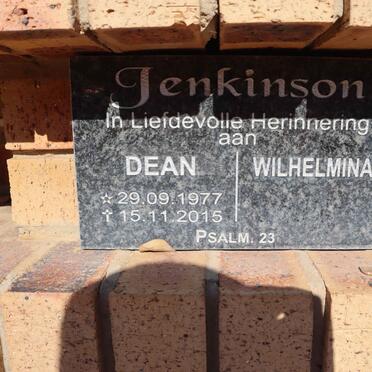 Jenkinson
In Liefdevolle Herinnering
aan
DEAN WILHELMINA
☆ 29.09.1977
✝ 15.11.2015
PSALM. 23